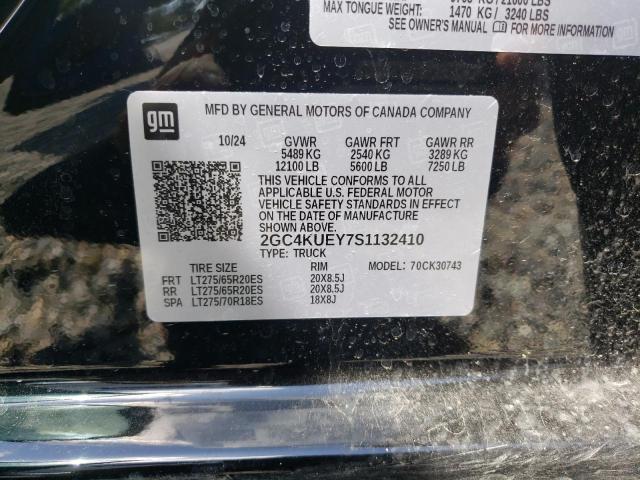 MAX TONGUE WEIGHT: 1470 KG / 3240 LBS
SEE OWNER'S MANUAL FOR MORE INFORMATION
gm
MFD BY GENERAL MOTORS OF CANADA COMPANY
10/24 GVWR GAWR FRT GAWR RR
5489 KG 2540 KG 3289 KG
12100 LB 5600 LB 7250 LB
THIS VEHICLE CONFORMS TO ALL
APPLICABLE U.S. FEDERAL MOTOR
VEHICLE SAFETY STANDARDS IN EFFECT
ON THE DATE OF MANUFACTURE
SHOWN ABOVE.
2GC4KUEY7S1132410
TYPE: TRUCK
TIRE SIZE RIM MODEL: 70CK30743
FRT LT275/65R20ES 20X8.5J
RR LT275/65R20ES 20X8.5J
SPA LT275/70R18ES 18X8J